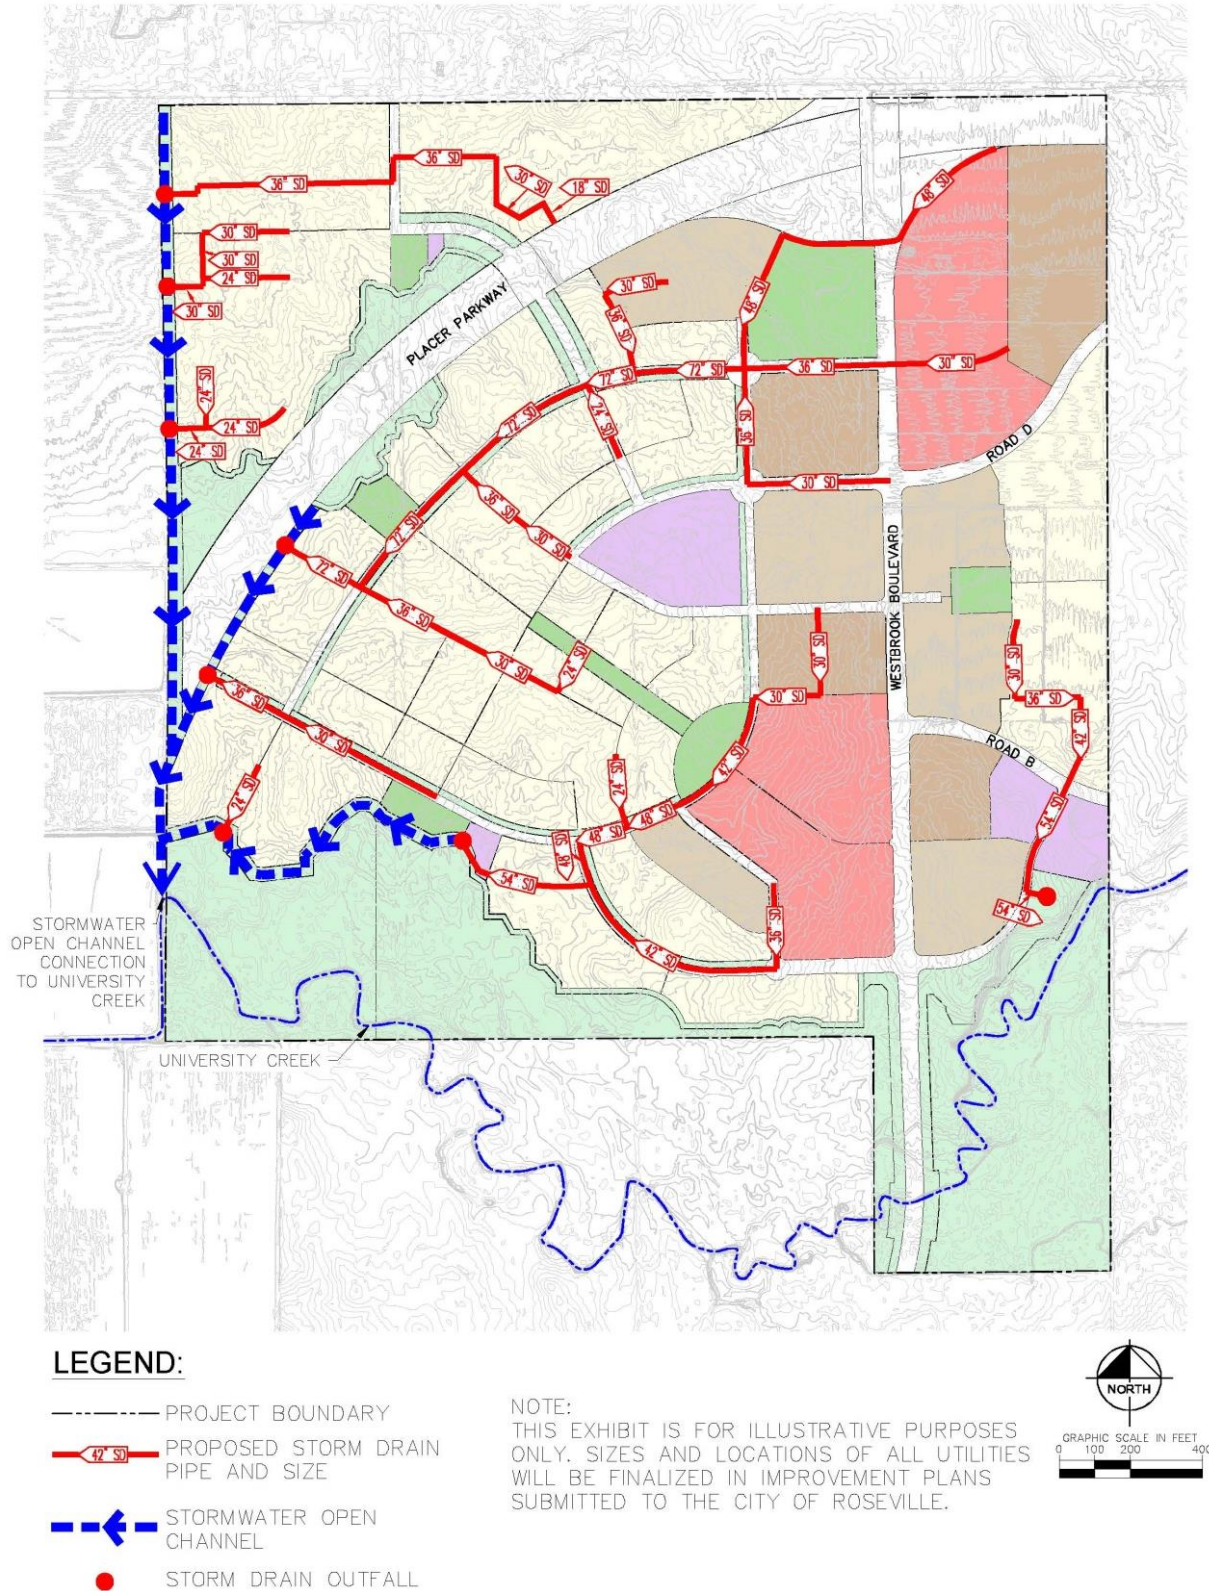 36" SD
36" SD
30" SD
18" SD
48" SD
30" SD
30" SD
24" SD
30" SD
30" SD
48" SD
36" SD
PLACER PARKWAY
72" SD
72" SD
36" SD
30" SD
24" SD
24" SD
24" SD
24" SD
72" SD
36" SD
ROAD D
36" SD
30" SD
30" SD
72" SD
WESTBROOK BOULEVARD
72" SD
36" SD
30" SD
24" SD
30" SD
30" SD
36" SD
30" SD
36" SD
30" SD
42" SD
ROAD B
42" SD
24" SD
24" SD
48" SD
48" SD
54" SD
48" SD
54" SD
54" SD
36" SD
42" SD
STORMWATER
OPEN CHANNEL
CONNECTION
TO UNIVERSITY
CREEK
UNIVERSITY CREEK
LEGEND:
PROJECT BOUNDARY
42" SD
PROPOSED STORM DRAIN
PIPE AND SIZE
STORMWATER OPEN
CHANNEL
STORM DRAIN OUTFALL
NOTE:
THIS EXHIBIT IS FOR ILLUSTRATIVE PURPOSES
ONLY. SIZES AND LOCATIONS OF ALL UTILITIES
WILL BE FINALIZED IN IMPROVEMENT PLANS
SUBMITTED TO THE CITY OF ROSEVILLE.
NORTH
GRAPHIC SCALE IN FEET
0 100 200 400